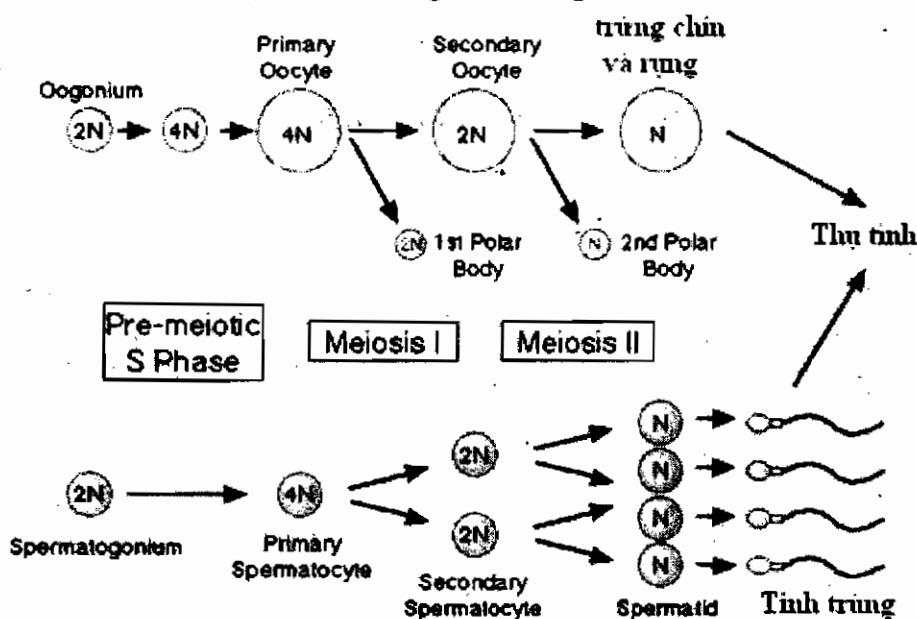 trứng chín
và rụng
Primary
Oocyte
Secondary
Oocyte
Oogonium
2N
4N
4N
2N
N
2N
1st Polar
Body
N
2nd Polar
Body
Thụ tinh
Pre-meiotic
S Phase
Meiosis I
Meiosis II
2N
4N
2N
2N
N
N
N
N
Spermatogonium
Primary
Spermatocyte
Secondary
Spermatocyte
Spermatid
Tinh trùng